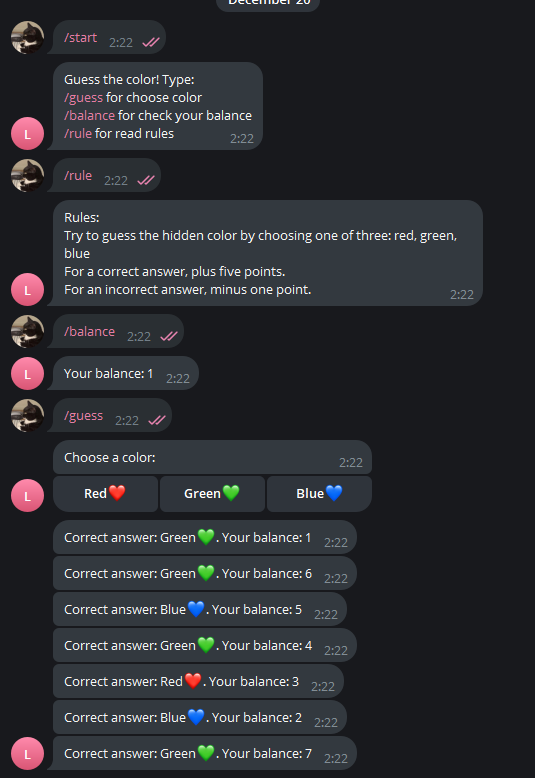 December 20
/start 2:22
Guess the color! Type:
/guess for choose color
/balance for check your balance
/rule for read rules 2:22
L
/rule 2:22
Rules:
Try to guess the hidden color by choosing one of three: red, green,
blue
For a correct answer, plus five points.
For an incorrect answer, minus one point. 2:22
L
/balance 2:22
L Your balance: 1 2:22
/guess 2:22
Choose a color: 2:22
L Red❤️ Green💚 Blue💙
Correct answer: Green💚. Your balance: 1 2:22
Correct answer: Green💚. Your balance: 6 2:22
Correct answer: Blue💙. Your balance: 5 2:22
Correct answer: Green💚. Your balance: 4 2:22
Correct answer: Red❤️. Your balance: 3 2:22
Correct answer: Blue💙. Your balance: 2 2:22
L Correct answer: Green💚. Your balance: 7 2:22